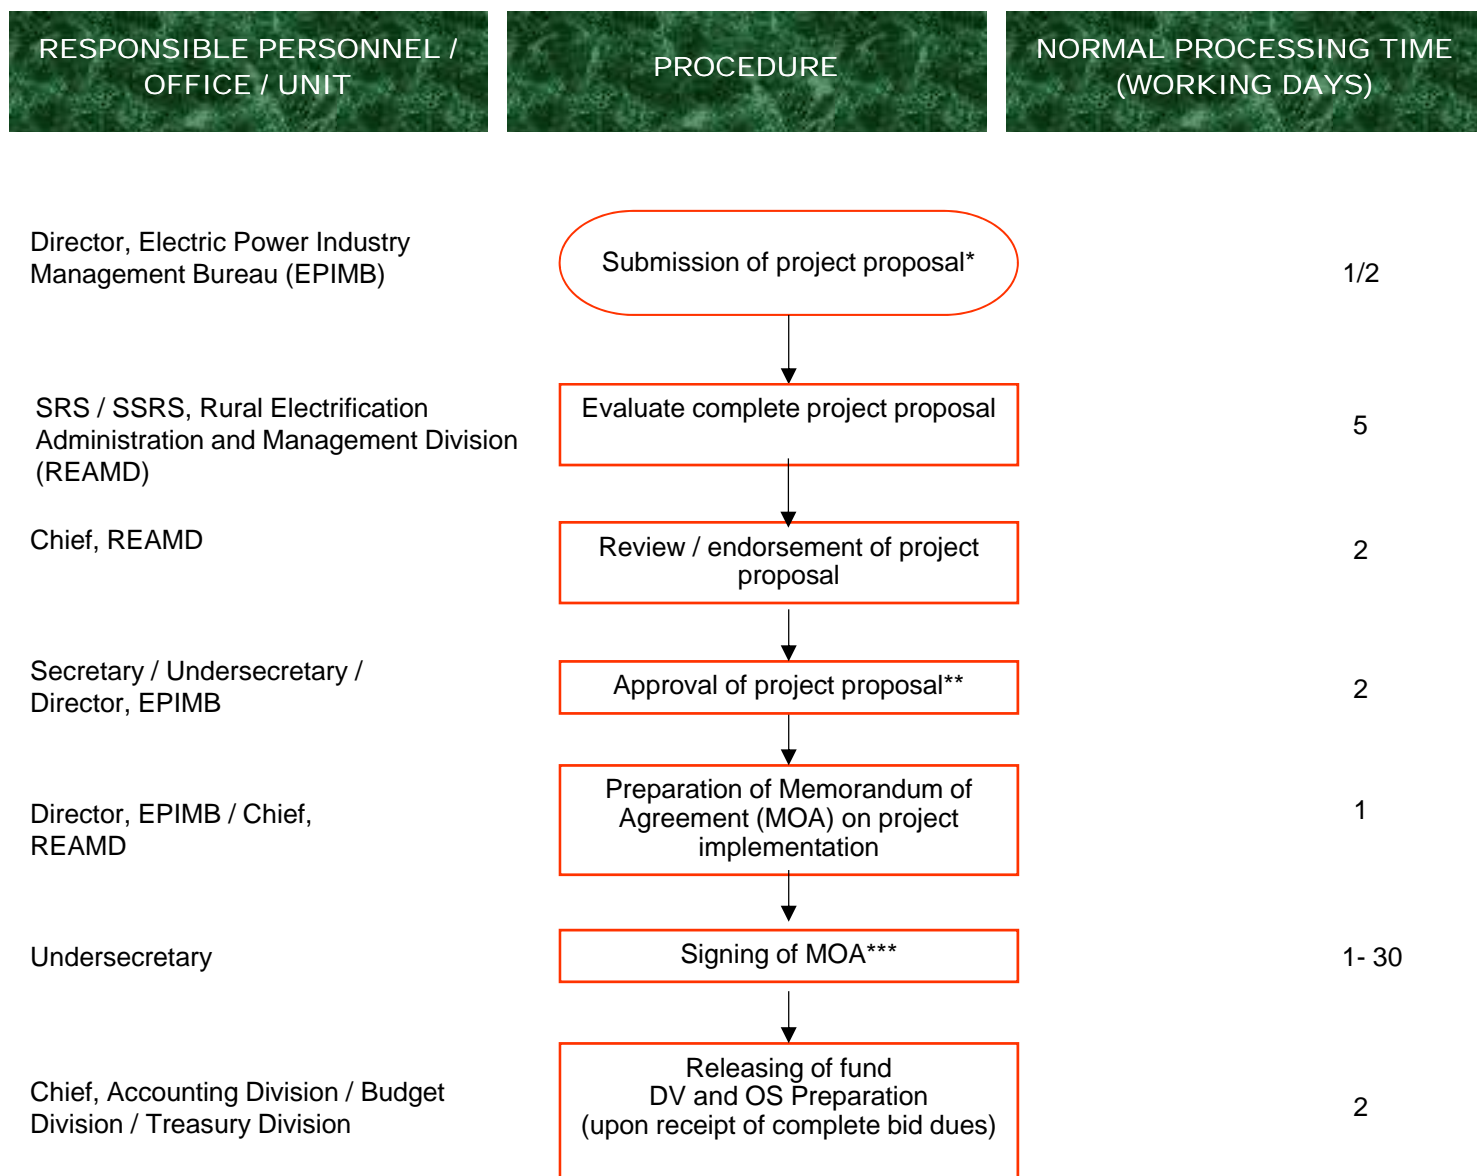 RESPONSIBLE PERSONNEL /
OFFICE / UNIT
PROCEDURE
NORMAL PROCESSING TIME
(WORKING DAYS)
Director, Electric Power Industry
Management Bureau (EPIMB)
Submission of project proposal*
1/2
SRS / SSRS, Rural Electrification
Administration and Management Division
(REAMD)
Evaluate complete project proposal
5
Chief, REAMD
Review / endorsement of project
proposal
2
Secretary / Undersecretary /
Director, EPIMB
Approval of project proposal**
2
Director, EPIMB / Chief,
REAMD
Preparation of Memorandum of
Agreement (MOA) on project
implementation
1
Undersecretary
Signing of MOA***
1- 30
Chief, Accounting Division / Budget
Division / Treasury Division
Releasing of fund
DV and OS Preparation
(upon receipt of complete bid dues)
2